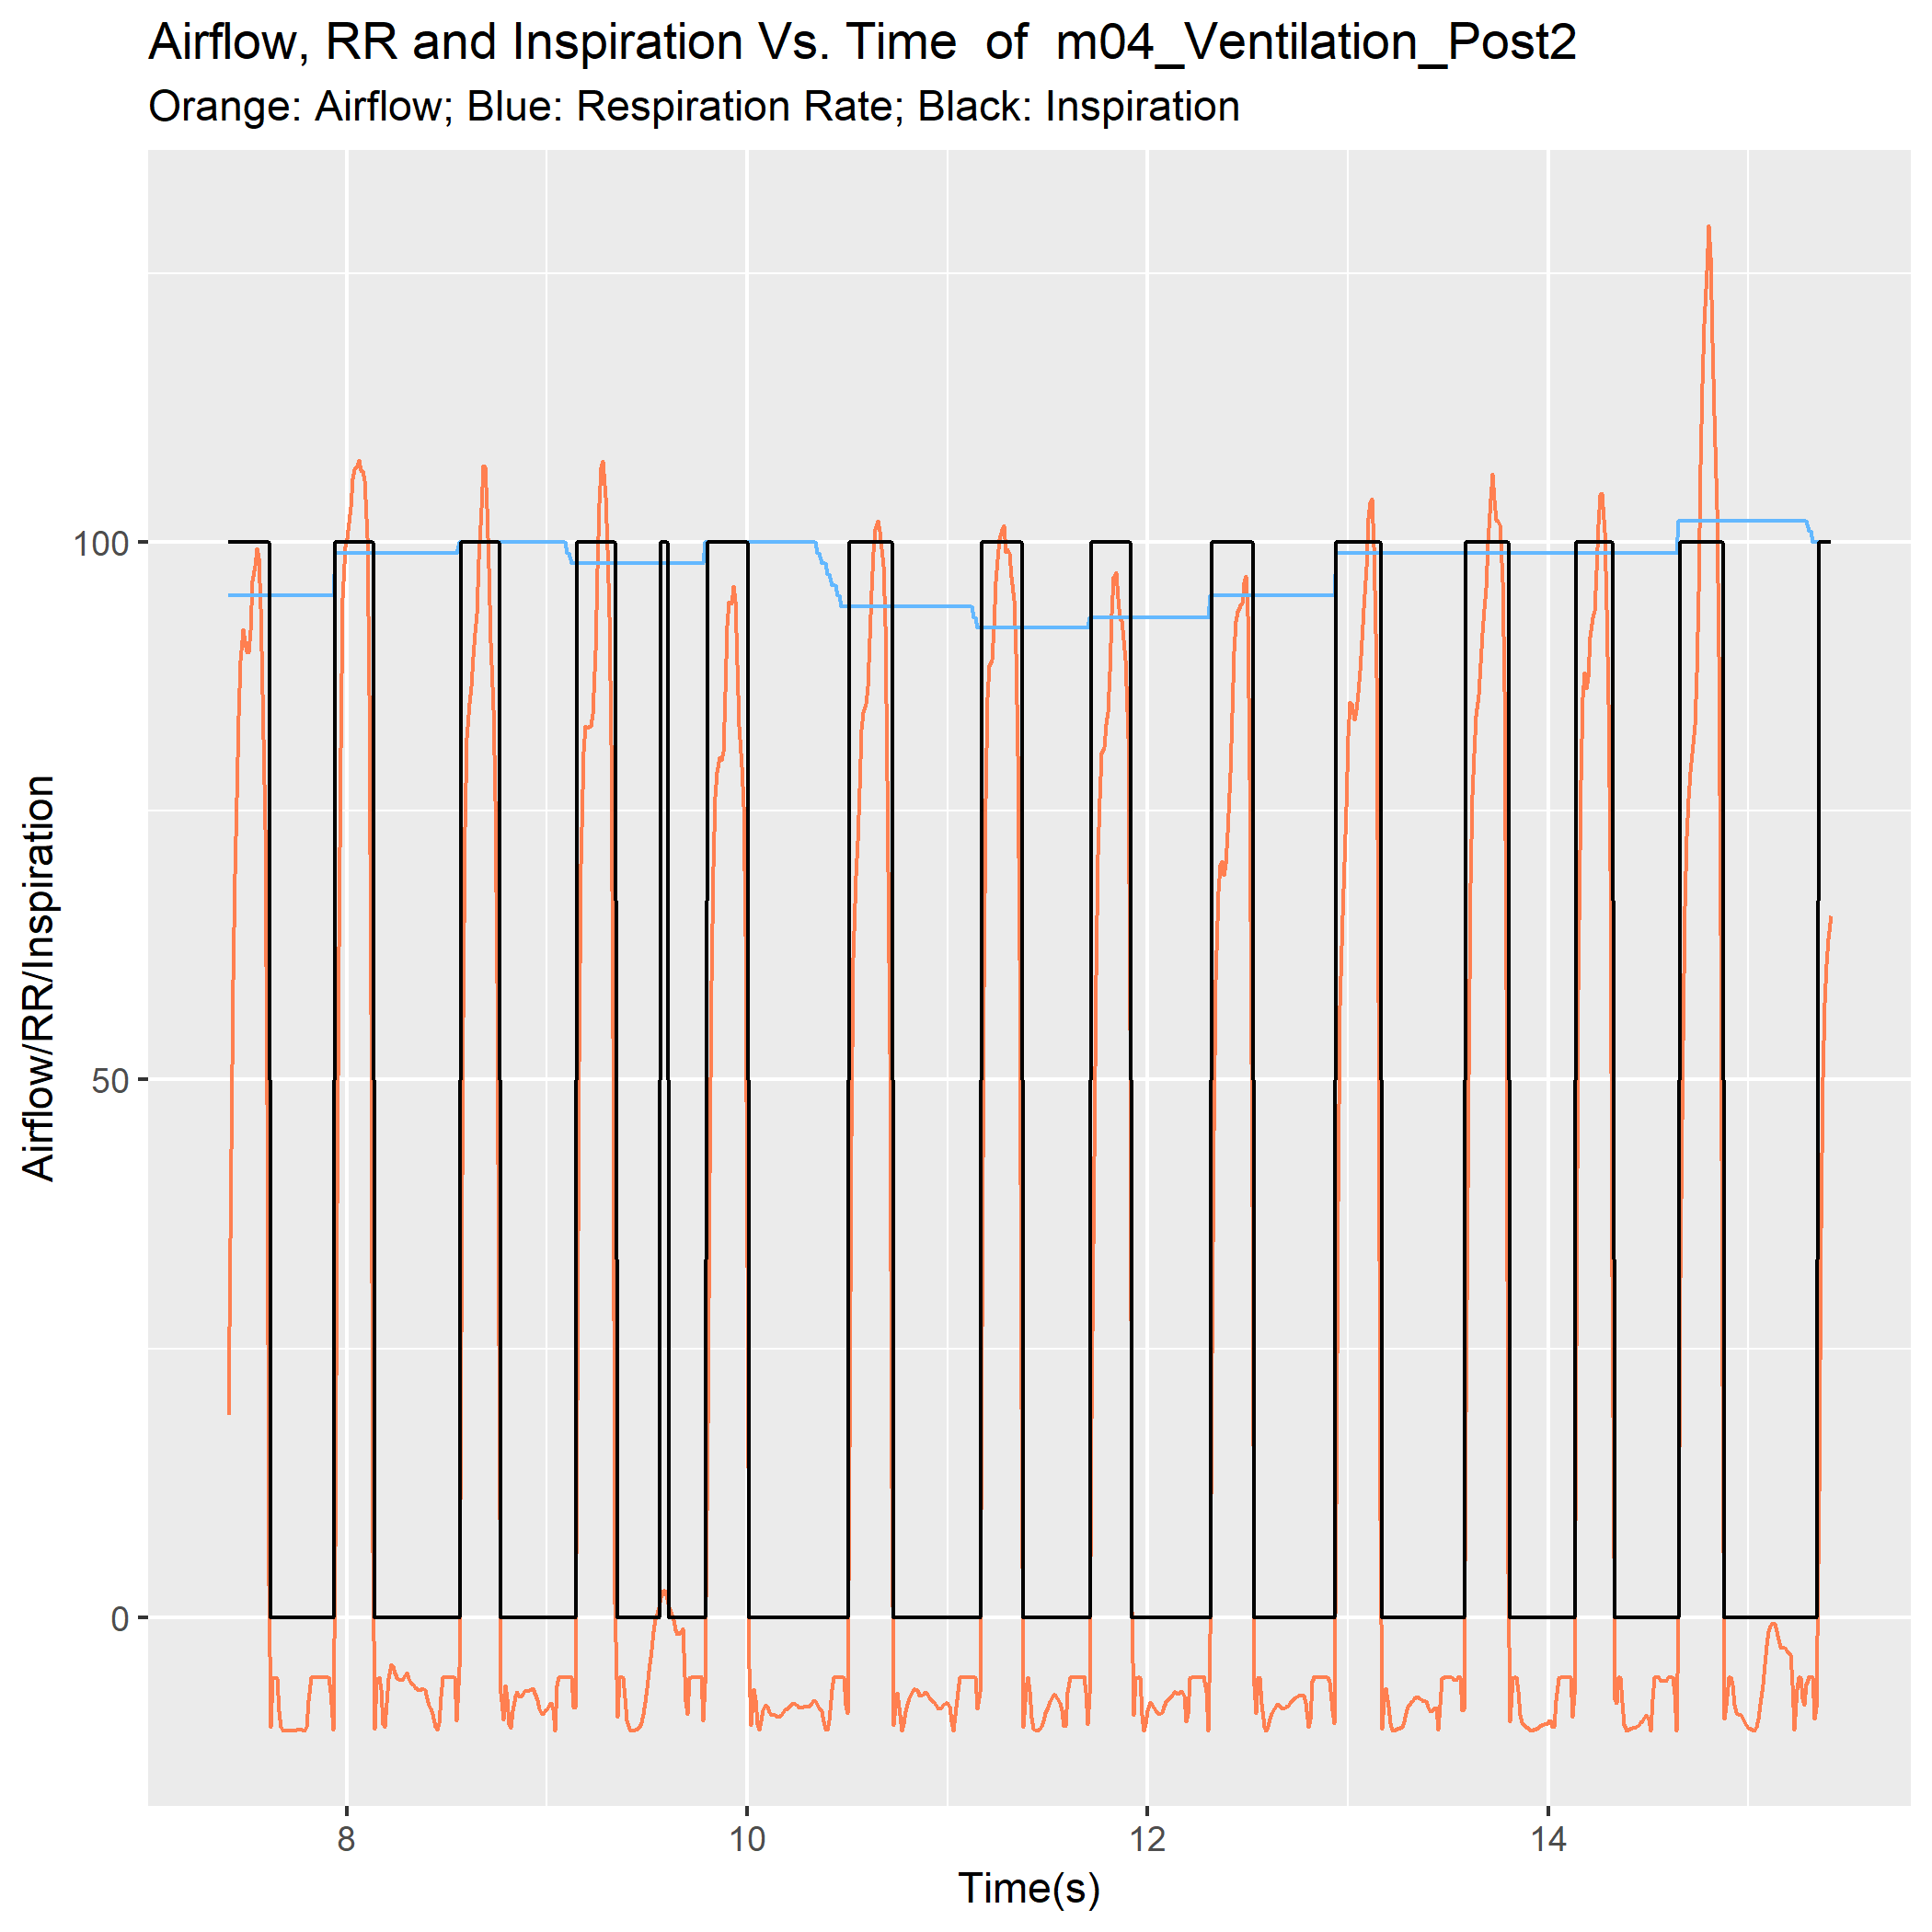 Airflow, RR and Inspiration Vs. Time  of  m04_Ventilation_Post2
Orange: Airflow; Blue: Respiration Rate; Black: Inspiration
Airflow/RR/Inspiration
100
50
0
8
10
12
14
Time(s)